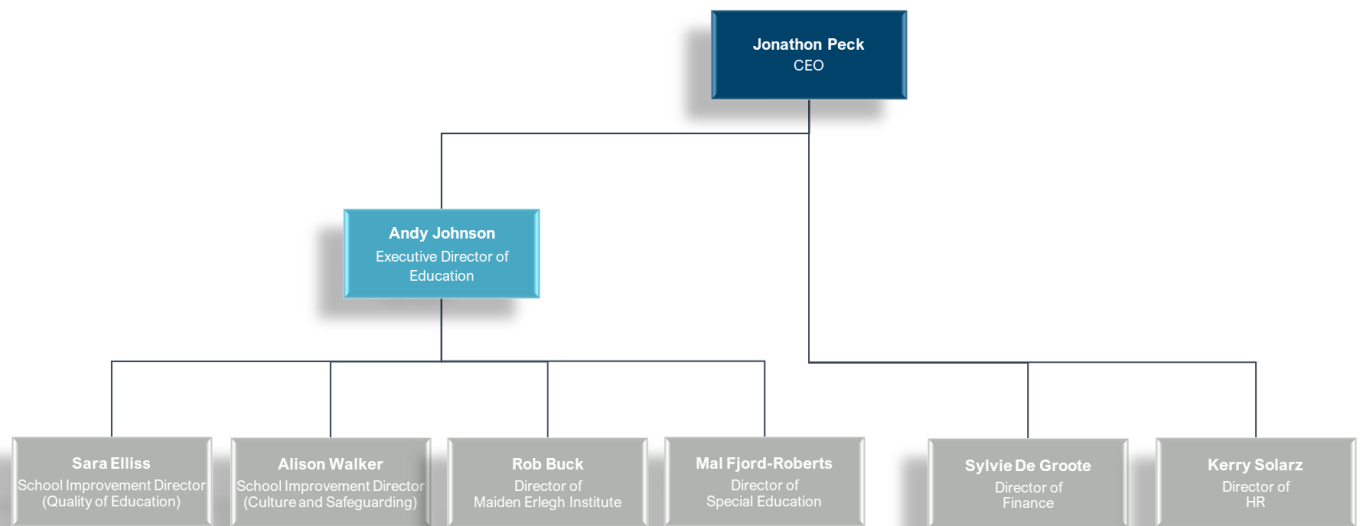 Jonathon Peck
CEO
Andy Johnson
Executive Director of
Education
Sara Elliss
School Improvement Director
(Quality of Education)
Alison Walker
School Improvement Director
(Culture and Safeguarding)
Rob Buck
Director of
Maiden Erlegh Institute
Mal Fjord-Roberts
Director of
Special Education
Sylvie De Groote
Director of
Finance
Kerry Solarz
Director of
HR